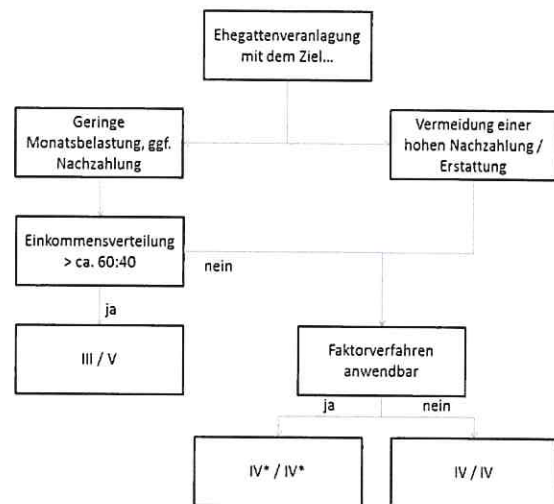 Ehegattenveranlagung
mit dem Ziel...
Geringe
Monatsbelastung, ggf.
Nachzahlung
Vermeidung einer
hohen Nachzahlung /
Erstattung
Einkommensverteilung
> ca. 60:40
nein
ja
III / V
Faktorverfahren
anwendbar
ja
nein
IV* / IV*
IV / IV